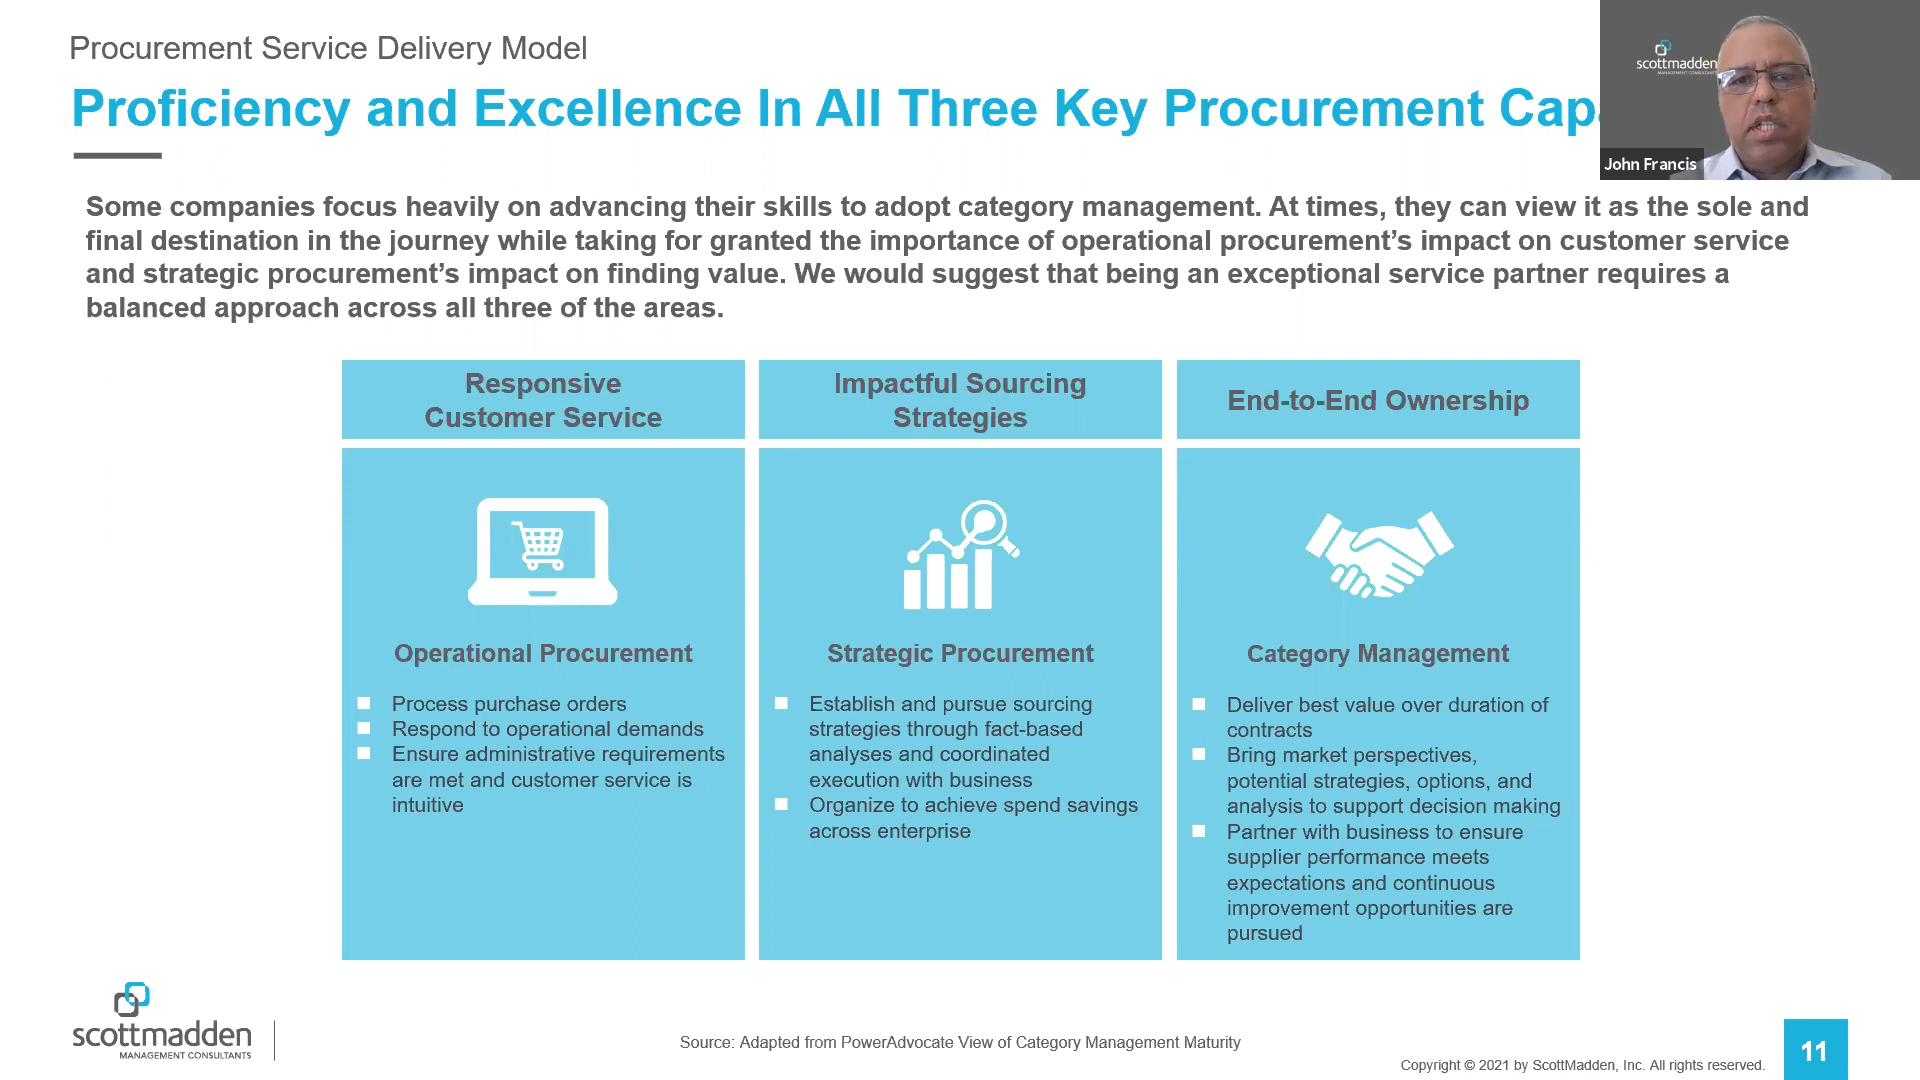 Procurement Service Delivery Model
Proficiency and Excellence In All Three Key Procurement
scottmadden
MANAGEMENT CONSULTANTS
John Francis
Some companies focus heavily on advancing their skills to adopt category management. At times, they can view it as the sole and
final destination in the journey while taking for granted the importance of operational procurement’s impact on customer service
and strategic procurement’s impact on finding value. We would suggest that being an exceptional service partner requires a
balanced approach across all three of the areas.
Responsive
Customer Service
Operational Procurement
Process purchase orders
Respond to operational demands
Ensure administrative requirements
are met and customer service is
intuitive
Impactful Sourcing
Strategies
Strategic Procurement
Establish and pursue sourcing
strategies through fact-based
analyses and coordinated
execution with business
Organize to achieve spend savings
across enterprise
End-to-End Ownership
Category Management
Deliver best value over duration of
contracts
Bring market perspectives,
potential strategies, options, and
analysis to support decision making
Partner with business to ensure
supplier performance meets
expectations and continuous
improvement opportunities are
pursued
scottmadden
MANAGEMENT CONSULTANTS
Source: Adapted from PowerAdvocate View of Category Management Maturity
Copyright © 2021 by ScottMadden, Inc. All rights reserved.
11